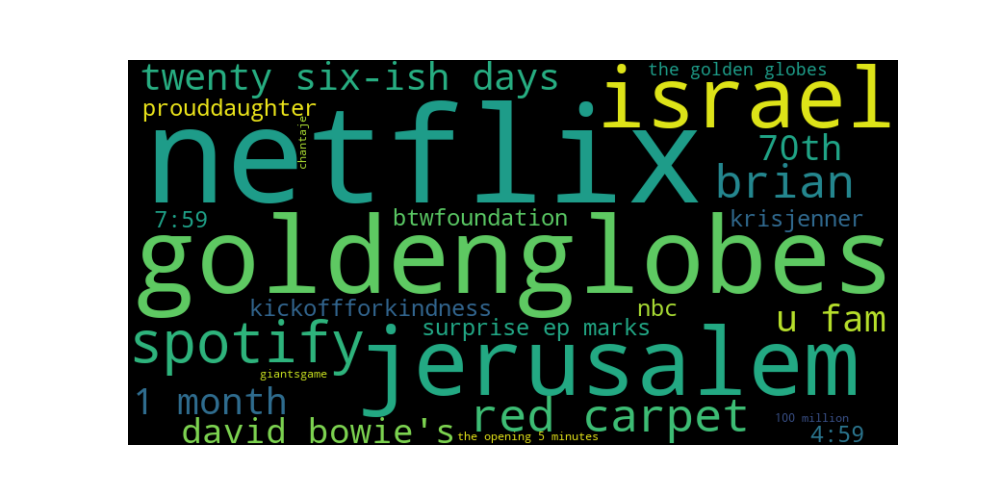 twenty six-ish days
the golden globes
israel
prouddaughter
chantaje
netflix
70th
brian
7:59
btwfoundation
krisjenner
goldenglobes
kickoffforkindness
nbc
u fam
spotify
surprise ep marks
jerusalem
giantsgame
1 month
red carpet
100 million
david bowie's
the opening 5 minutes
4:59